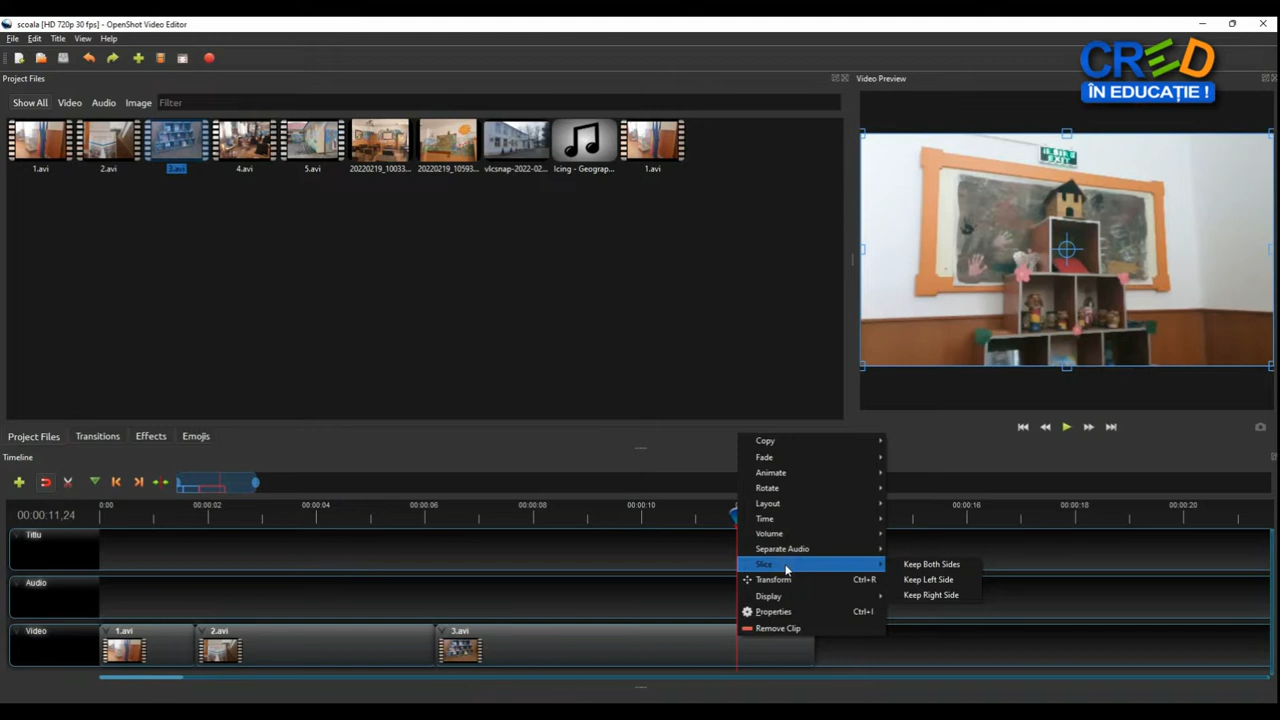 scoala [HD 720p 30 fps] - OpenShot Video Editor
File Edit Title View Help
CRED
ÎN EDUCAȚIE !
Project Files
Video Preview
Show All Video Audio Image Filter
EXIT
1.avi 2.avi 3.avi 4.avi 5.avi 20220219_10033... 20220219_10593... vlcsnap-2022-02... Icing - Geograp... 1.avi
Project Files Transitions Effects Emojis
Timeline
Copy
Fade
Animate
Rotate
Layout
Time
Volume
Separate Audio
Slice
Transform Ctrl+R
Display
Properties Ctrl+I
Remove Clip
Keep Both Sides
Keep Left Side
Keep Right Side
00:00:11,24
0:00 00:00:02 00:00:04 00:00:06 00:00:08 00:00:10 00:00:16 00:00:18 00:00:20
Titlu
Audio
Video
1.avi 2.avi 3.avi